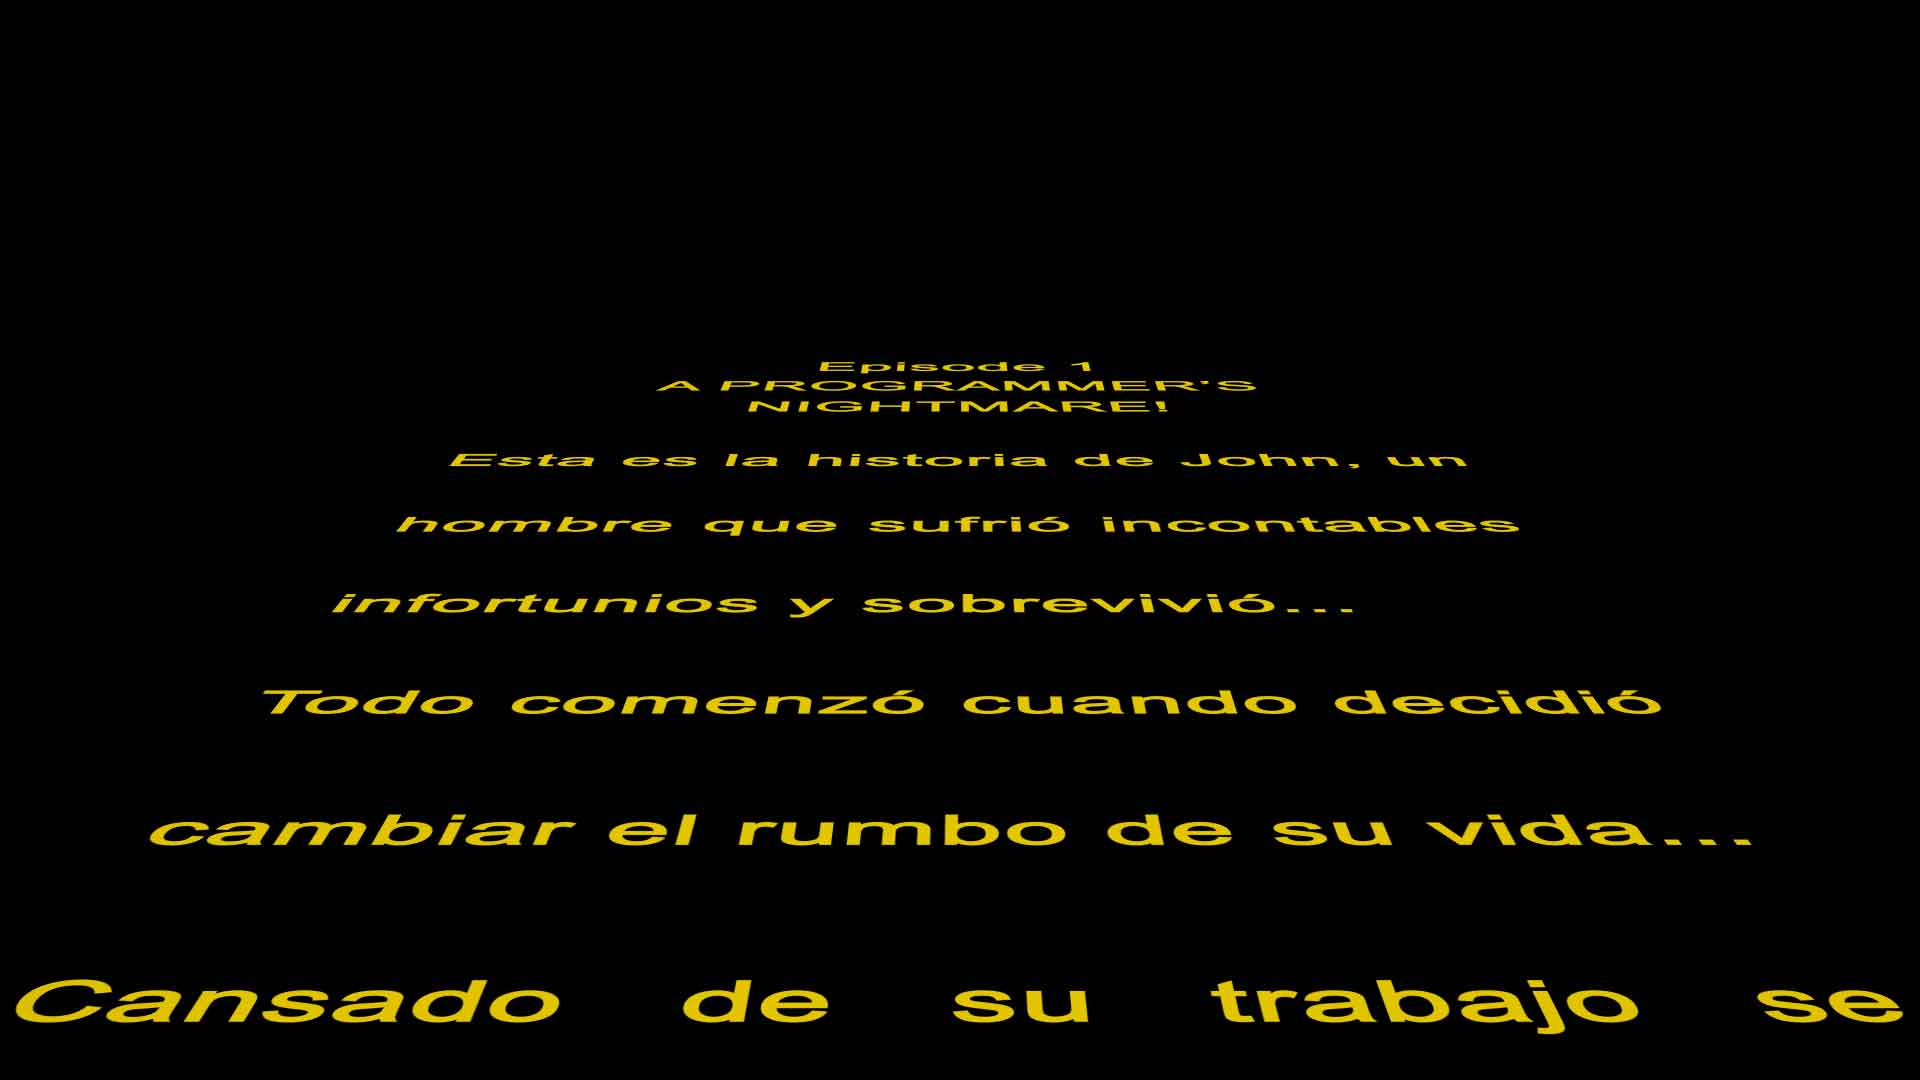 Episode 1
A PROGRAMMER'S
NIGHTMARE!
Esta es la historia de John, un
hombre que sufrió incontables
infortunios y sobrevivió...
Todo comenzó cuando decidió
cambiar el rumbo de su vida...
Cansado de su trabajo se